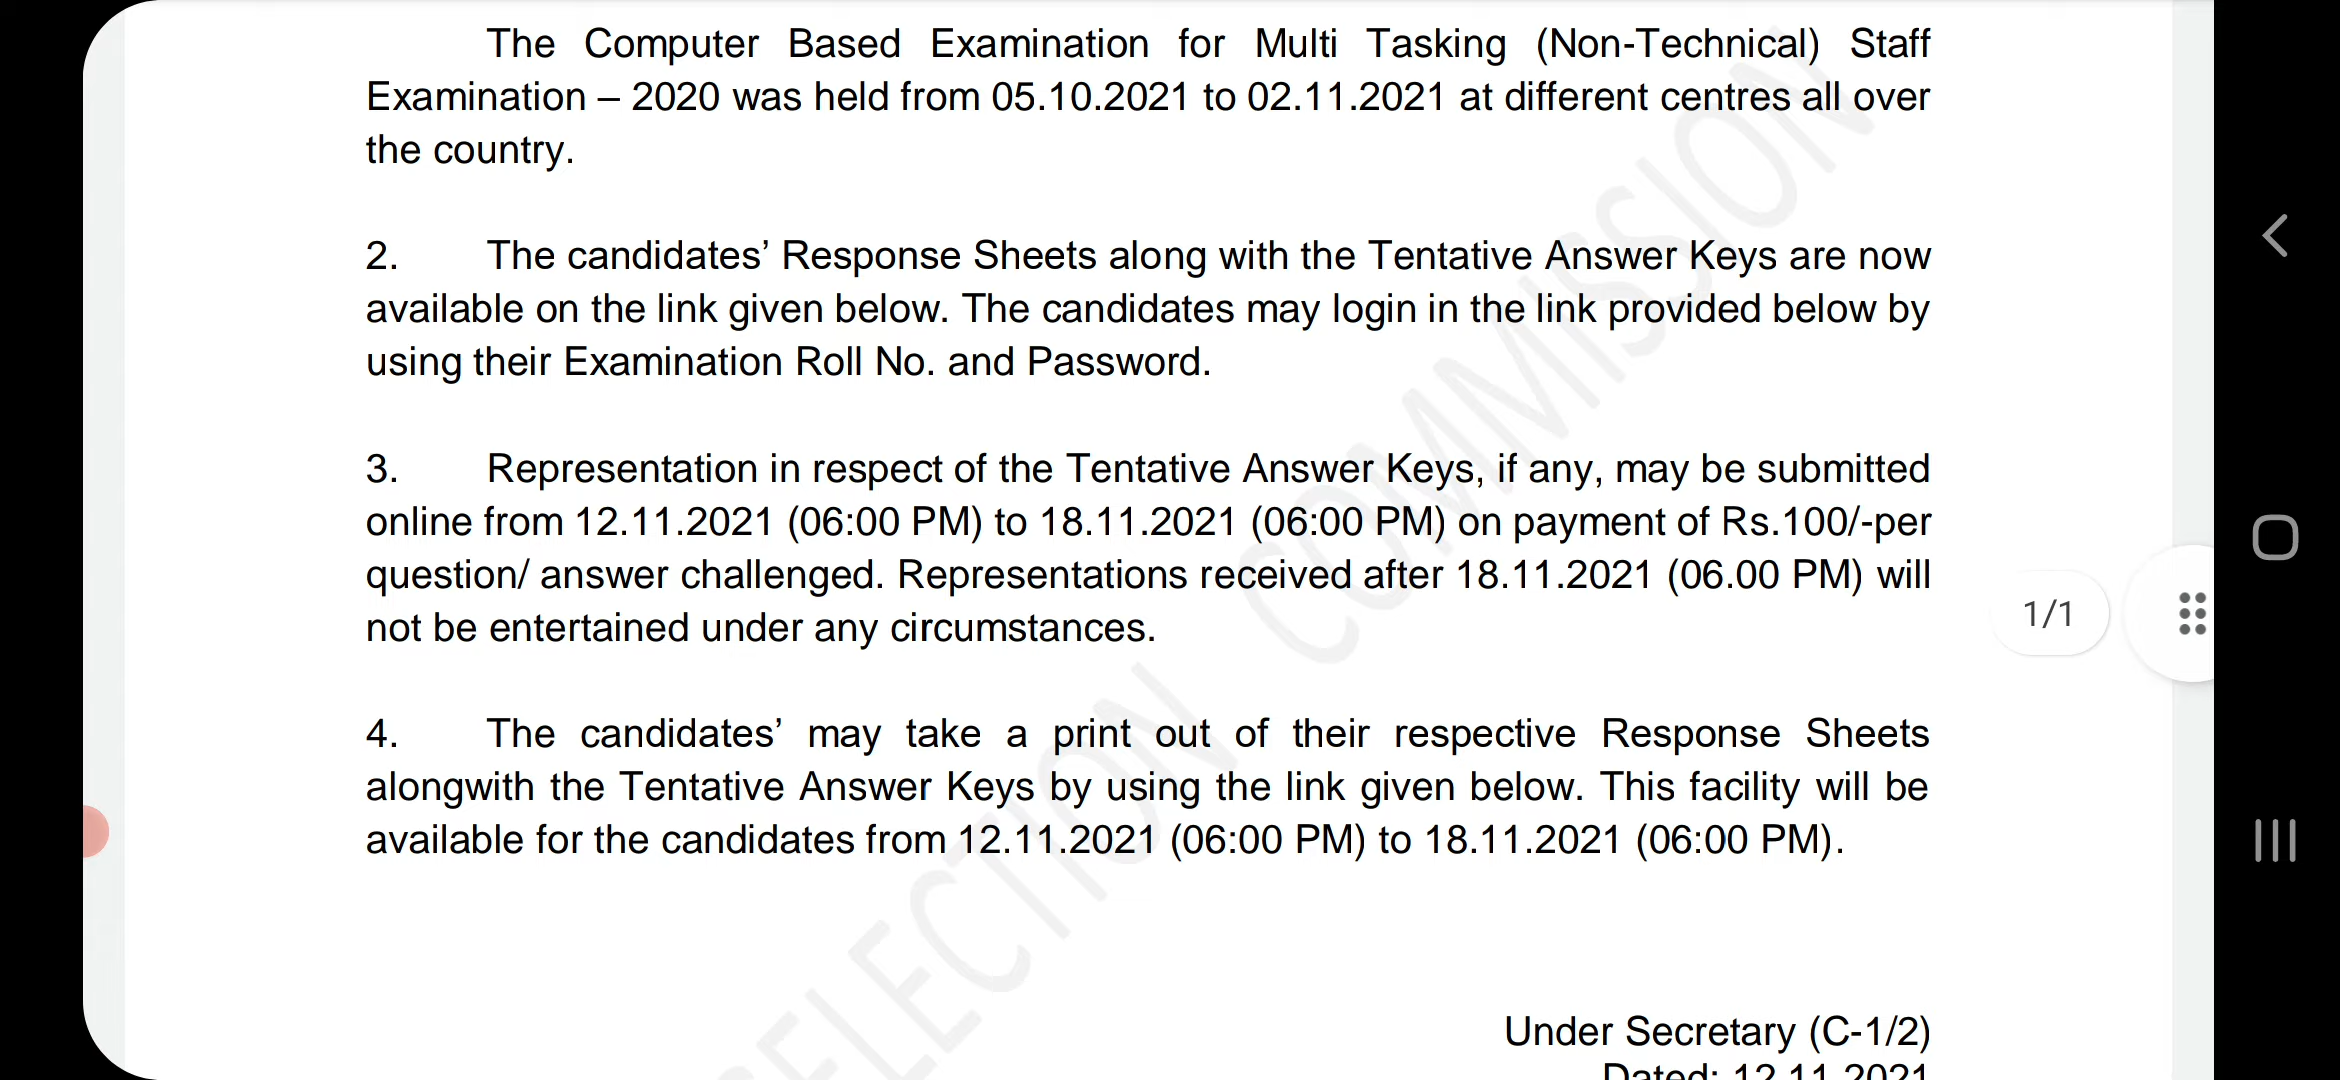 The Computer Based Examination for Multi Tasking (Non-Technical) Staff
Examination – 2020 was held from 05.10.2021 to 02.11.2021 at different centres all over
the country.
2. The candidates’ Response Sheets along with the Tentative Answer Keys are now
available on the link given below. The candidates may login in the link provided below by
using their Examination Roll No. and Password.
3. Representation in respect of the Tentative Answer Keys, if any, may be submitted
online from 12.11.2021 (06:00 PM) to 18.11.2021 (06:00 PM) on payment of Rs.100/-per
question/ answer challenged. Representations received after 18.11.2021 (06.00 PM) will
not be entertained under any circumstances.
1/1
4. The candidates’ may take a print out of their respective Response Sheets
alongwith the Tentative Answer Keys by using the link given below. This facility will be
available for the candidates from 12.11.2021 (06:00 PM) to 18.11.2021 (06:00 PM).
Under Secretary (C-1/2)
Dated: 12.11.2021
SELECTION COMMISSION